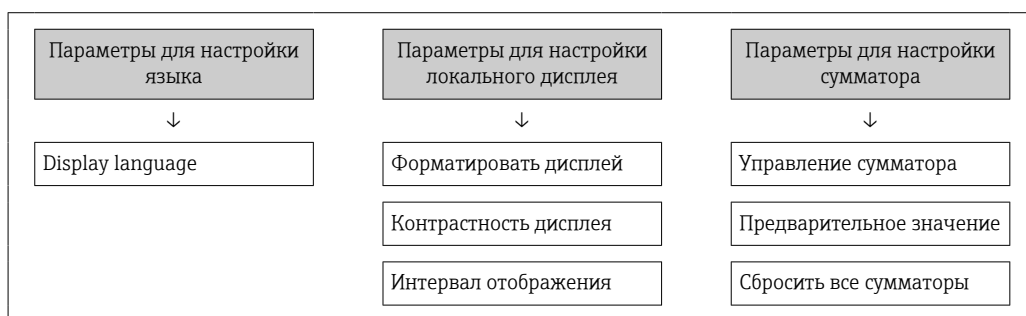 Параметры для настройки
языка
↓
Display language
Параметры для настройки
локального дисплея
↓
Форматировать дисплей
Контрастность дисплея
Интервал отображения
Параметры для настройки
сумматора
↓
Управление сумматора
Предварительное значение
Сбросить все сумматоры